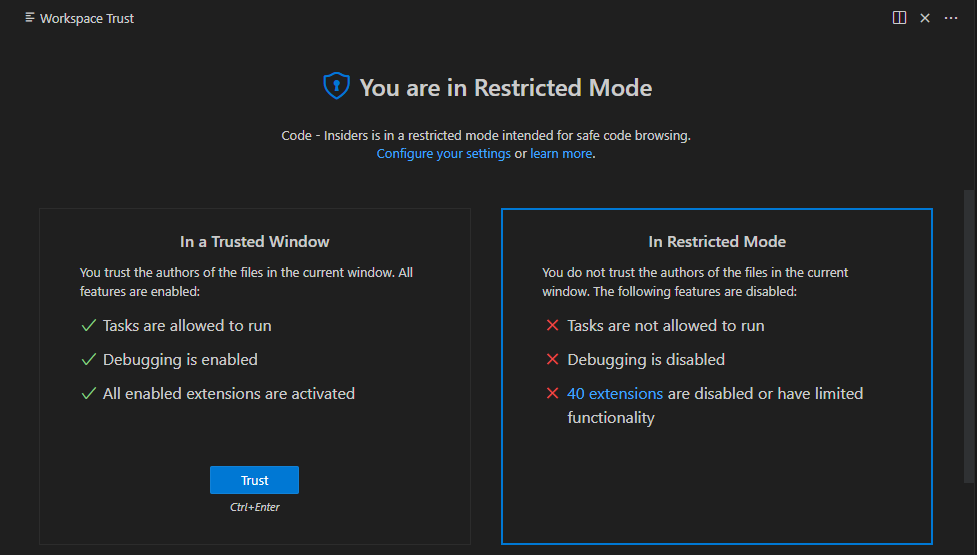 Workspace Trust
You are in Restricted Mode
Code - Insiders is in a restricted mode intended for safe code browsing.
Configure your settings or learn more.
In a Trusted Window
You trust the authors of the files in the current window. All
features are enabled:
Tasks are allowed to run
Debugging is enabled
All enabled extensions are activated
Trust
Ctrl+Enter
In Restricted Mode
You do not trust the authors of the files in the current
window. The following features are disabled:
Tasks are not allowed to run
Debugging is disabled
40 extensions are disabled or have limited
functionality